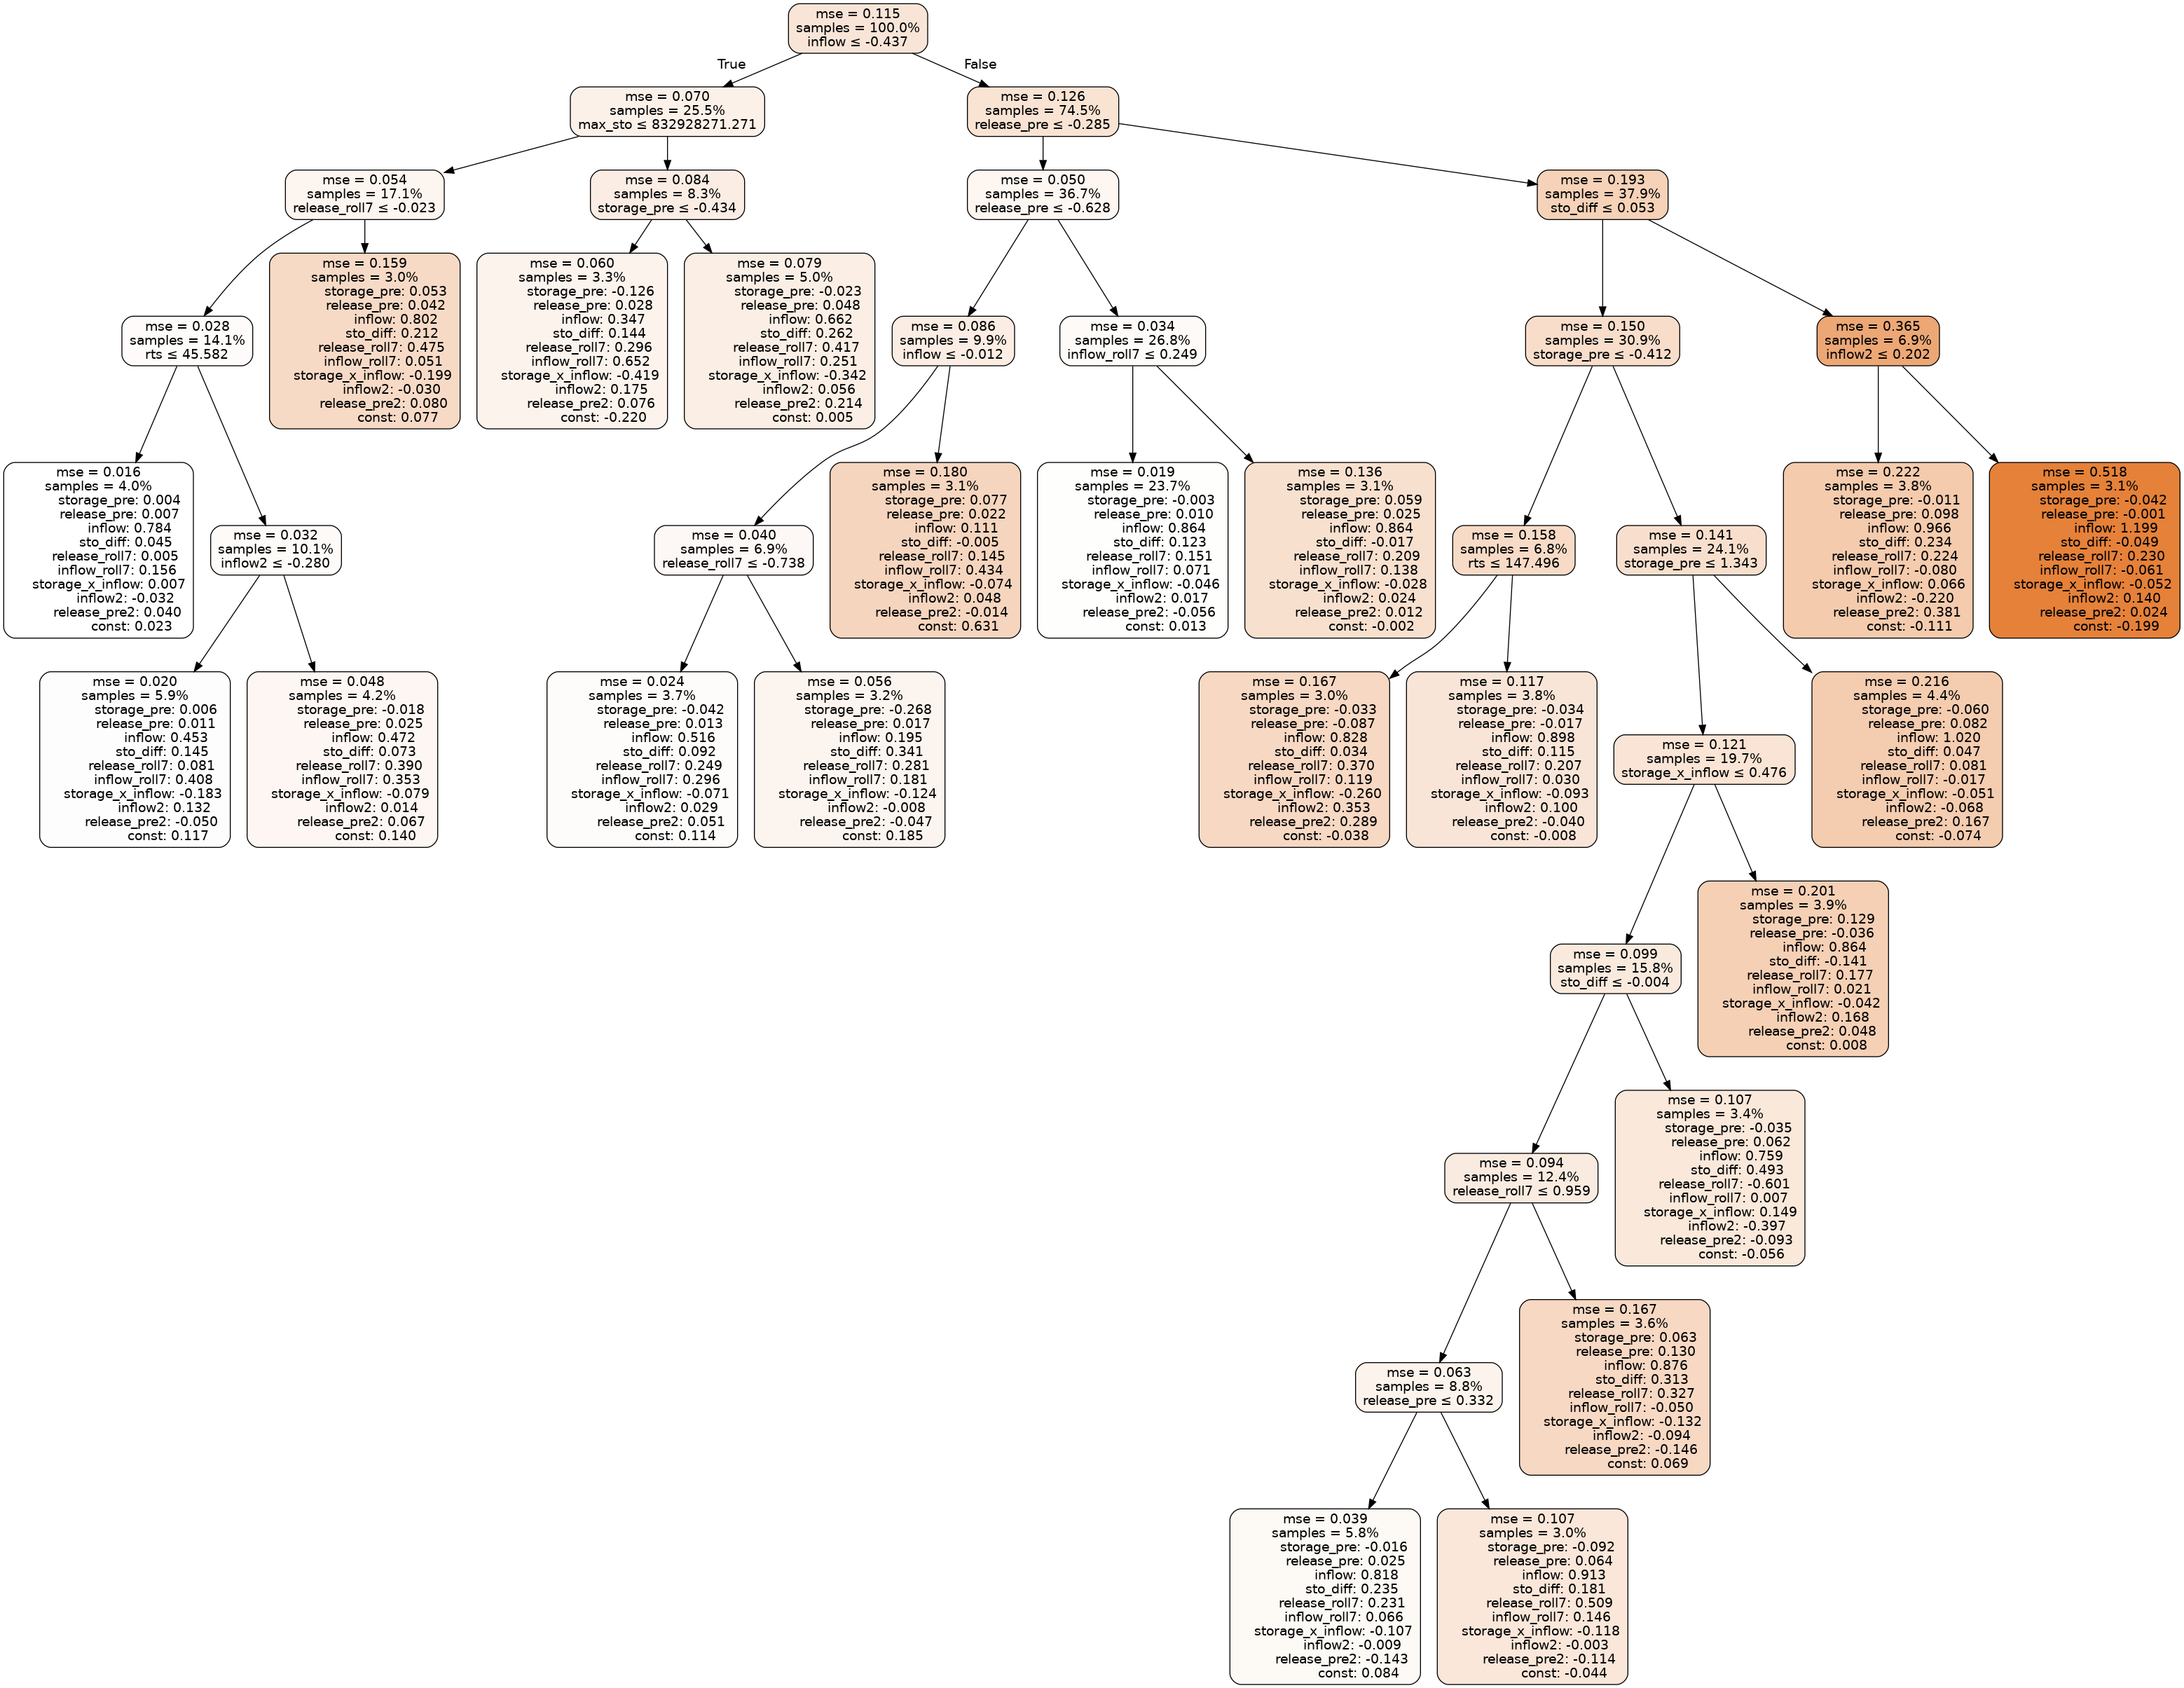 mse = 0.115
samples = 100.0%
inflow ≤ -0.437
True
False
mse = 0.070
samples = 25.5%
max_sto ≤ 832928271.271
mse = 0.126
samples = 74.5%
release_pre ≤ -0.285
mse = 0.054
samples = 17.1%
release_roll7 ≤ -0.023
mse = 0.084
samples = 8.3%
storage_pre ≤ -0.434
mse = 0.050
samples = 36.7%
release_pre ≤ -0.628
mse = 0.193
samples = 37.9%
sto_diff ≤ 0.053
mse = 0.028
samples = 14.1%
rts ≤ 45.582
mse = 0.159
samples = 3.0%
storage_pre: 0.053
release_pre: 0.042
inflow: 0.802
sto_diff: 0.212
release_roll7: 0.475
inflow_roll7: 0.051
storage_x_inflow: -0.199
inflow2: -0.030
release_pre2: 0.080
const: 0.077
mse = 0.060
samples = 3.3%
storage_pre: -0.126
release_pre: 0.028
inflow: 0.347
sto_diff: 0.144
release_roll7: 0.296
inflow_roll7: 0.652
storage_x_inflow: -0.419
inflow2: 0.175
release_pre2: 0.076
const: -0.220
mse = 0.079
samples = 5.0%
storage_pre: -0.023
release_pre: 0.048
inflow: 0.662
sto_diff: 0.262
release_roll7: 0.417
inflow_roll7: 0.251
storage_x_inflow: -0.342
inflow2: 0.056
release_pre2: 0.214
const: 0.005
mse = 0.086
samples = 9.9%
inflow ≤ -0.012
mse = 0.034
samples = 26.8%
inflow_roll7 ≤ 0.249
mse = 0.150
samples = 30.9%
storage_pre ≤ -0.412
mse = 0.365
samples = 6.9%
inflow2 ≤ 0.202
mse = 0.016
samples = 4.0%
storage_pre: 0.004
release_pre: 0.007
inflow: 0.784
sto_diff: 0.045
release_roll7: 0.005
inflow_roll7: 0.156
storage_x_inflow: 0.007
inflow2: -0.032
release_pre2: 0.040
const: 0.023
mse = 0.032
samples = 10.1%
inflow2 ≤ -0.280
mse = 0.040
samples = 6.9%
release_roll7 ≤ -0.738
mse = 0.180
samples = 3.1%
storage_pre: 0.077
release_pre: 0.022
inflow: 0.111
sto_diff: -0.005
release_roll7: 0.145
inflow_roll7: 0.434
storage_x_inflow: -0.074
inflow2: 0.048
release_pre2: -0.014
const: 0.631
mse = 0.019
samples = 23.7%
storage_pre: -0.003
release_pre: 0.010
inflow: 0.864
sto_diff: 0.123
release_roll7: 0.151
inflow_roll7: 0.071
storage_x_inflow: -0.046
inflow2: 0.017
release_pre2: -0.056
const: 0.013
mse = 0.136
samples = 3.1%
storage_pre: 0.059
release_pre: 0.025
inflow: 0.864
sto_diff: -0.017
release_roll7: 0.209
inflow_roll7: 0.138
storage_x_inflow: -0.028
inflow2: 0.024
release_pre2: 0.012
const: -0.002
mse = 0.158
samples = 6.8%
rts ≤ 147.496
mse = 0.141
samples = 24.1%
storage_pre ≤ 1.343
mse = 0.222
samples = 3.8%
storage_pre: -0.011
release_pre: 0.098
inflow: 0.966
sto_diff: 0.234
release_roll7: 0.224
inflow_roll7: -0.080
storage_x_inflow: 0.066
inflow2: -0.220
release_pre2: 0.381
const: -0.111
mse = 0.518
samples = 3.1%
storage_pre: -0.042
release_pre: -0.001
inflow: 1.199
sto_diff: -0.049
release_roll7: 0.230
inflow_roll7: -0.061
storage_x_inflow: -0.052
inflow2: 0.140
release_pre2: 0.024
const: -0.199
mse = 0.020
samples = 5.9%
storage_pre: 0.006
release_pre: 0.011
inflow: 0.453
sto_diff: 0.145
release_roll7: 0.081
inflow_roll7: 0.408
storage_x_inflow: -0.183
inflow2: 0.132
release_pre2: -0.050
const: 0.117
mse = 0.048
samples = 4.2%
storage_pre: -0.018
release_pre: 0.025
inflow: 0.472
sto_diff: 0.073
release_roll7: 0.390
inflow_roll7: 0.353
storage_x_inflow: -0.079
inflow2: 0.014
release_pre2: 0.067
const: 0.140
mse = 0.024
samples = 3.7%
storage_pre: -0.042
release_pre: 0.013
inflow: 0.516
sto_diff: 0.092
release_roll7: 0.249
inflow_roll7: 0.296
storage_x_inflow: -0.071
inflow2: 0.029
release_pre2: 0.051
const: 0.114
mse = 0.056
samples = 3.2%
storage_pre: -0.268
release_pre: 0.017
inflow: 0.195
sto_diff: 0.341
release_roll7: 0.281
inflow_roll7: 0.181
storage_x_inflow: -0.124
inflow2: -0.008
release_pre2: -0.047
const: 0.185
mse = 0.167
samples = 3.0%
storage_pre: -0.033
release_pre: -0.087
inflow: 0.828
sto_diff: 0.034
release_roll7: 0.370
inflow_roll7: 0.119
storage_x_inflow: -0.260
inflow2: 0.353
release_pre2: 0.289
const: -0.038
mse = 0.117
samples = 3.8%
storage_pre: -0.034
release_pre: -0.017
inflow: 0.898
sto_diff: 0.115
release_roll7: 0.207
inflow_roll7: 0.030
storage_x_inflow: -0.093
inflow2: 0.100
release_pre2: -0.040
const: -0.008
mse = 0.121
samples = 19.7%
storage_x_inflow ≤ 0.476
mse = 0.216
samples = 4.4%
storage_pre: -0.060
release_pre: 0.082
inflow: 1.020
sto_diff: 0.047
release_roll7: 0.081
inflow_roll7: -0.017
storage_x_inflow: -0.051
inflow2: -0.068
release_pre2: 0.167
const: -0.074
mse = 0.099
samples = 15.8%
sto_diff ≤ -0.004
mse = 0.201
samples = 3.9%
storage_pre: 0.129
release_pre: -0.036
inflow: 0.864
sto_diff: -0.141
release_roll7: 0.177
inflow_roll7: 0.021
storage_x_inflow: -0.042
inflow2: 0.168
release_pre2: 0.048
const: 0.008
mse = 0.094
samples = 12.4%
release_roll7 ≤ 0.959
mse = 0.107
samples = 3.4%
storage_pre: -0.035
release_pre: 0.062
inflow: 0.759
sto_diff: 0.493
release_roll7: -0.601
inflow_roll7: 0.007
storage_x_inflow: 0.149
inflow2: -0.397
release_pre2: -0.093
const: -0.056
mse = 0.063
samples = 8.8%
release_pre ≤ 0.332
mse = 0.167
samples = 3.6%
storage_pre: 0.063
release_pre: 0.130
inflow: 0.876
sto_diff: 0.313
release_roll7: 0.327
inflow_roll7: -0.050
storage_x_inflow: -0.132
inflow2: -0.094
release_pre2: -0.146
const: 0.069
mse = 0.039
samples = 5.8%
storage_pre: -0.016
release_pre: 0.025
inflow: 0.818
sto_diff: 0.235
release_roll7: 0.231
inflow_roll7: 0.066
storage_x_inflow: -0.107
inflow2: -0.009
release_pre2: -0.143
const: 0.084
mse = 0.107
samples = 3.0%
storage_pre: -0.092
release_pre: 0.064
inflow: 0.913
sto_diff: 0.181
release_roll7: 0.509
inflow_roll7: 0.146
storage_x_inflow: -0.118
inflow2: -0.003
release_pre2: -0.114
const: -0.044